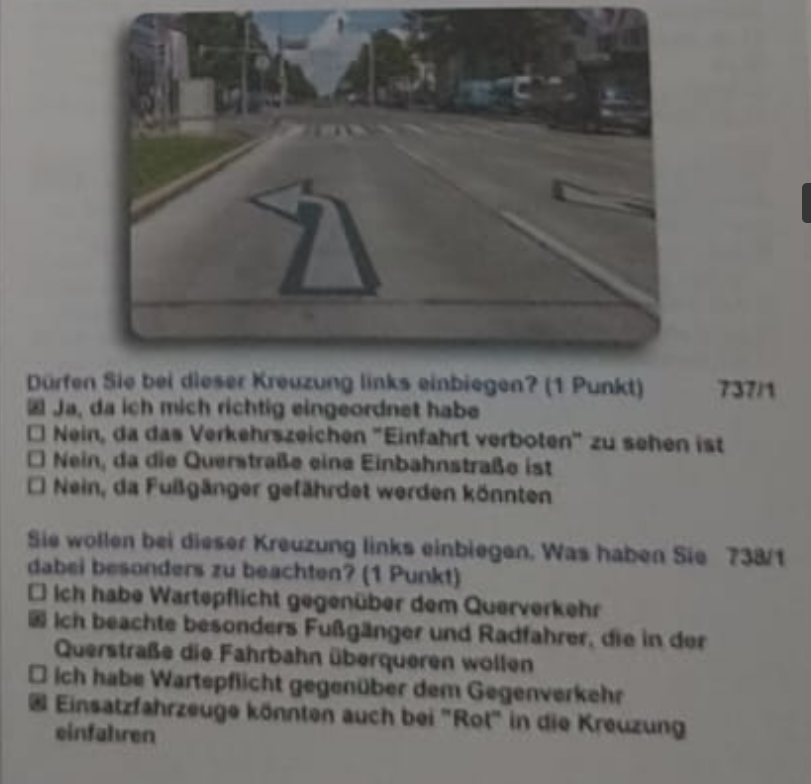 Dürfen Sie bei dieser Kreuzung links einbiegen? (1 Punkt) 737/1
☒ Ja, da ich mich richtig eingeordnet habe
☐ Nein, da das Verkehrszeichen "Einfahrt verboten" zu sehen ist
☐ Nein, da die Querstraße eine Einbahnstraße ist
☐ Nein, da Fußgänger gefährdet werden könnten
Sie wollen bei dieser Kreuzung links einbiegen. Was haben Sie 738/1
dabei besonders zu beachten? (1 Punkt)
☐ Ich habe Wartepflicht gegenüber dem Querverkehr
☒ Ich beachte besonders Fußgänger und Radfahrer, die in der
Querstraße die Fahrbahn überqueren wollen
☐ Ich habe Wartepflicht gegenüber dem Gegenverkehr
☒ Einsatzfahrzeuge könnten auch bei "Rot" in die Kreuzung
einfahren